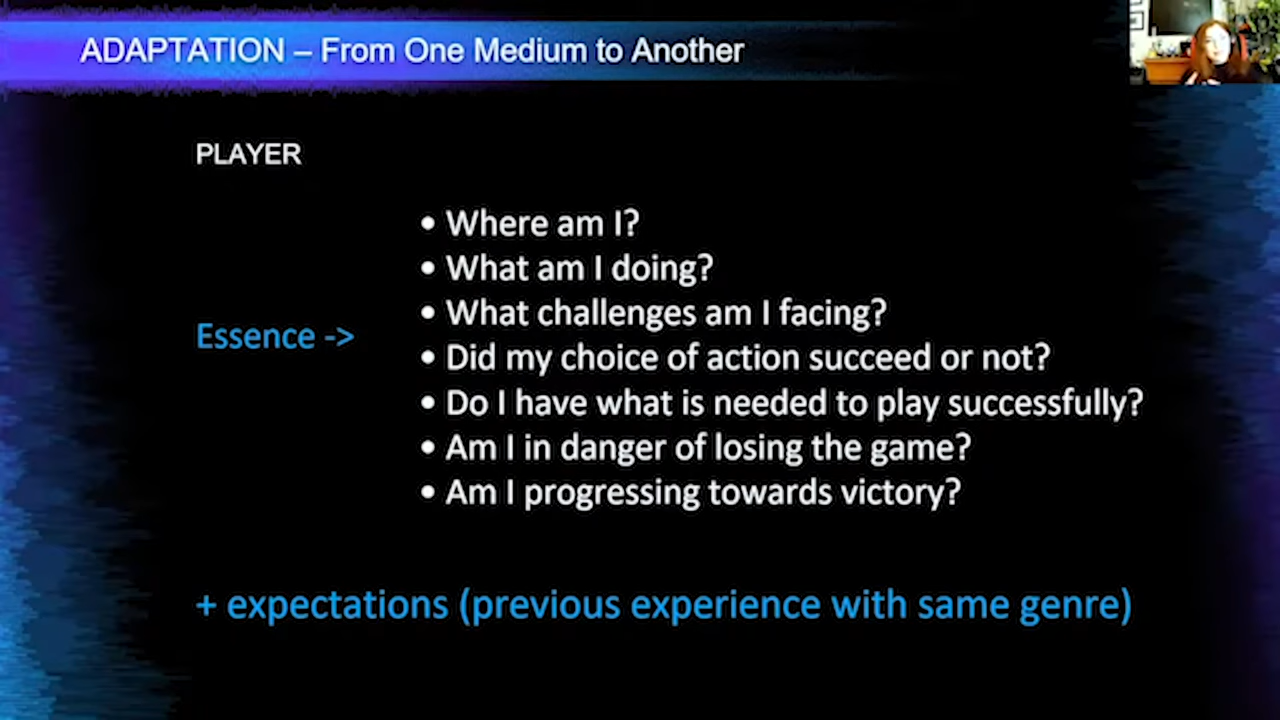 ADAPTATION – From One Medium to Another
PLAYER
• Where am I?
• What am I doing?
• What challenges am I facing?
Essence ->
• Did my choice of action succeed or not?
• Do I have what is needed to play successfully?
• Am I in danger of losing the game?
• Am I progressing towards victory?
+ expectations (previous experience with same genre)